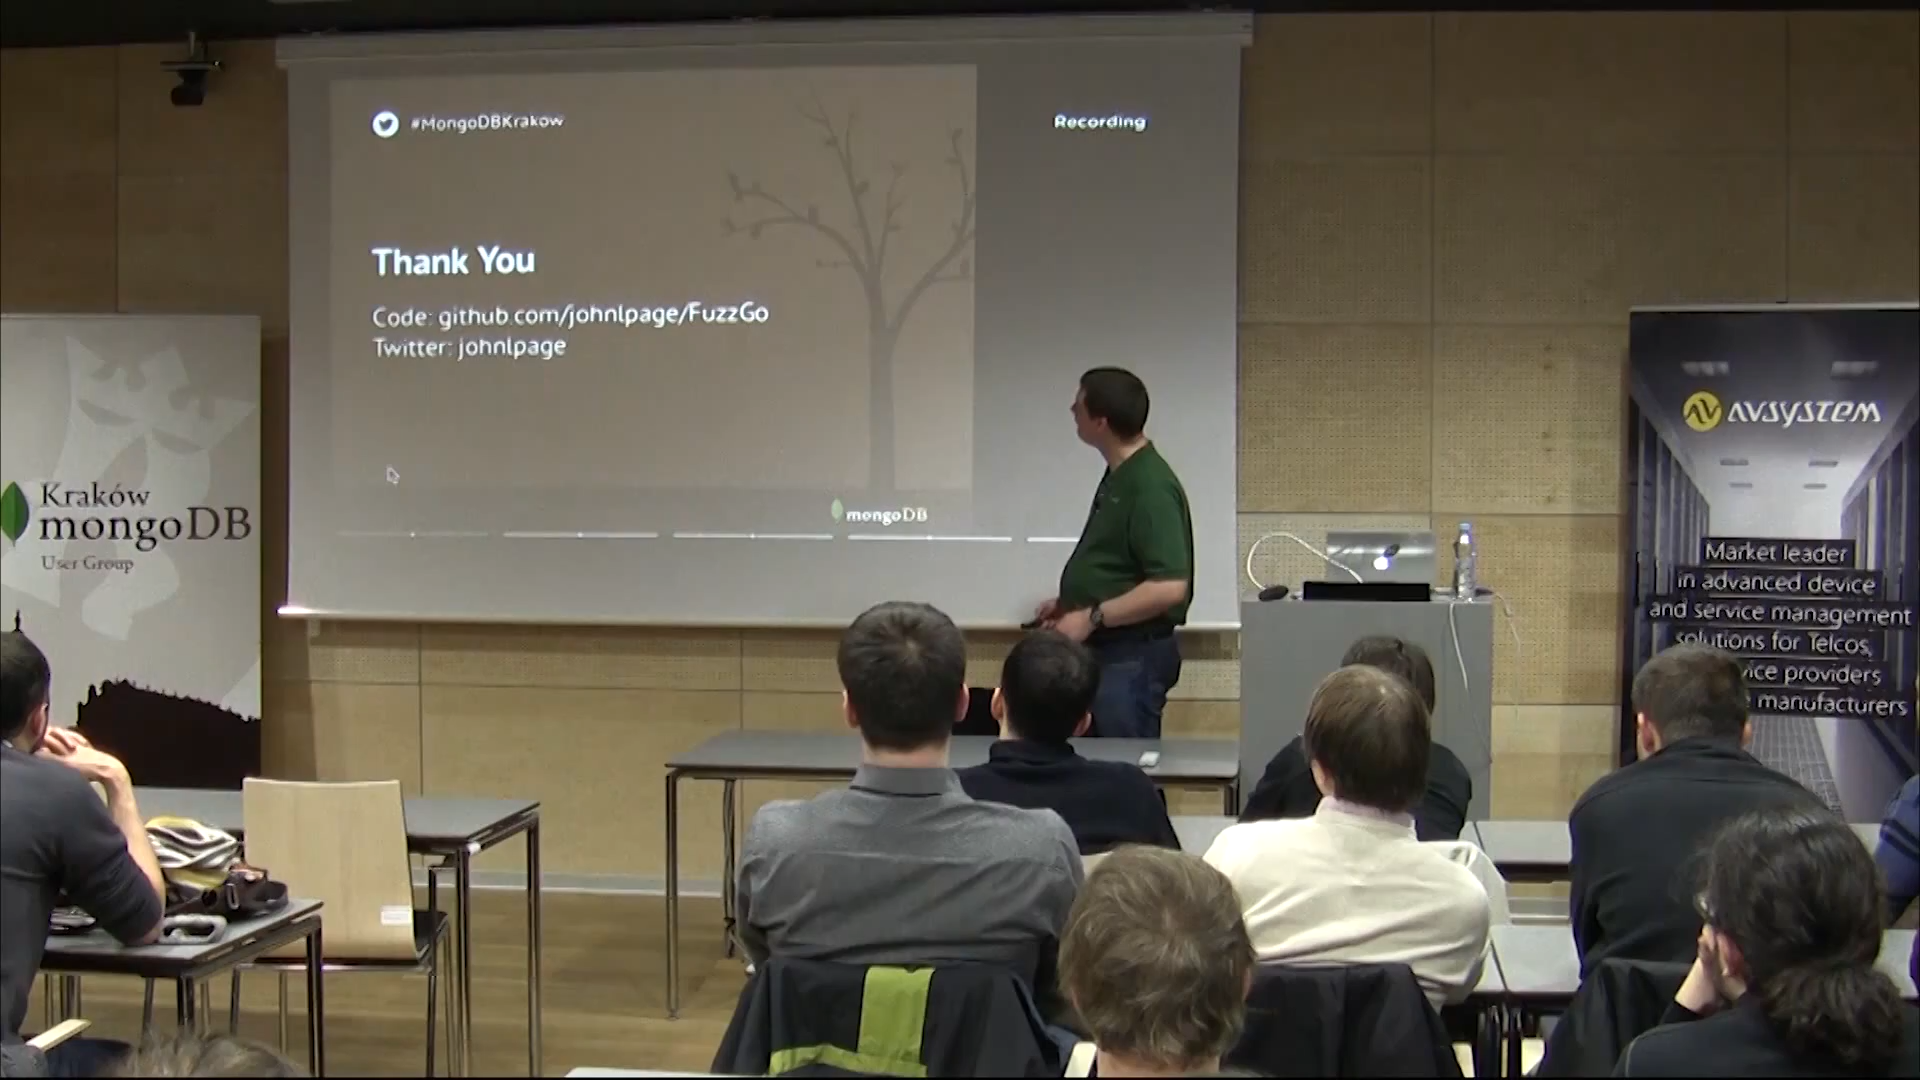 #MongoDBKrakow
Recording
Thank You
Code: github.com/johnlpage/FuzzGo
Twitter: johnlpage
mongoDB
Kraków
mongoDB
User Group
AVSYSTEM
Market leader
in advanced device
and service management
solutions for Telcos,
providers
manufacturers